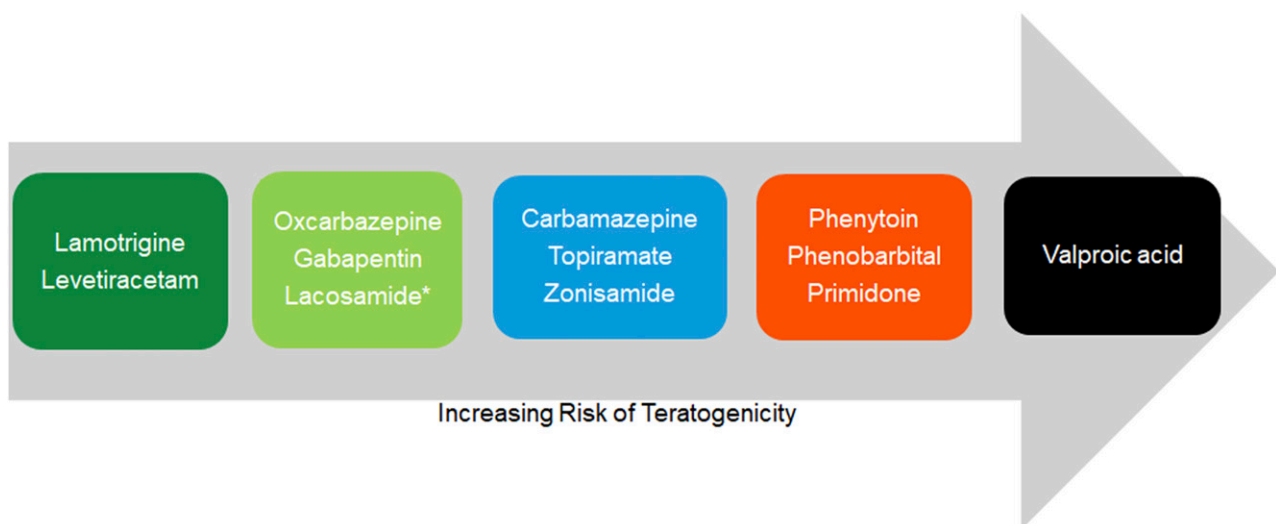 Lamotrigine
Levetiracetam
Oxcarbazepine
Gabapentin
Lacosamide*
Carbamazepine
Topiramate
Zonisamide
Phenytoin
Phenobarbital
Primidone
Valproic acid
Increasing Risk of Teratogenicity